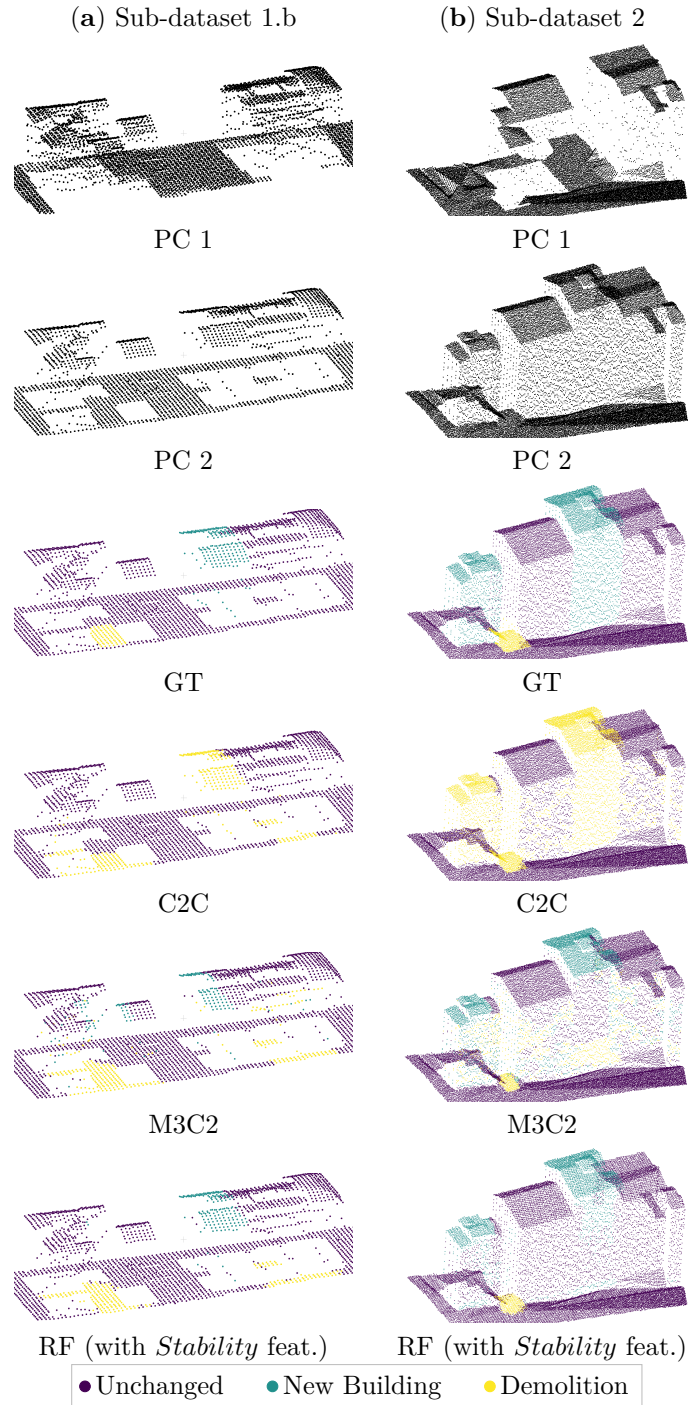 (a) Sub-dataset 1.b (b) Sub-dataset 2
PC 1 PC 1
PC 2 PC 2
GT GT
C2C C2C
M3C2 M3C2
RF (with Stability feat.) RF (with Stability feat.)
Unchanged New Building Demolition